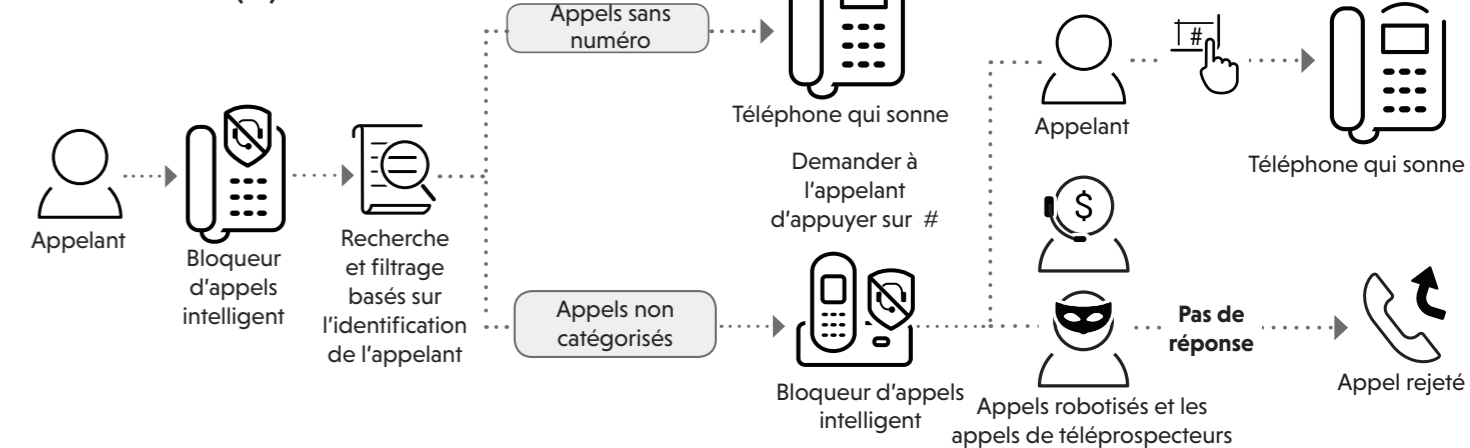 Appels sans
numéro
#
Téléphone qui sonne
Appelant
Téléphone qui sonne
Demander à
l'appelant
d'appuyer sur #
$
Appelant
Bloqueur
d'appels
intelligent
Recherche
et filtrage
basés sur
l'identification
de l'appelant
Appels non
catégorisés
Bloqueur d'appels
intelligent
Pas de
réponse
Appel rejeté
Appels robotisés et les
appels de téléprospecteurs